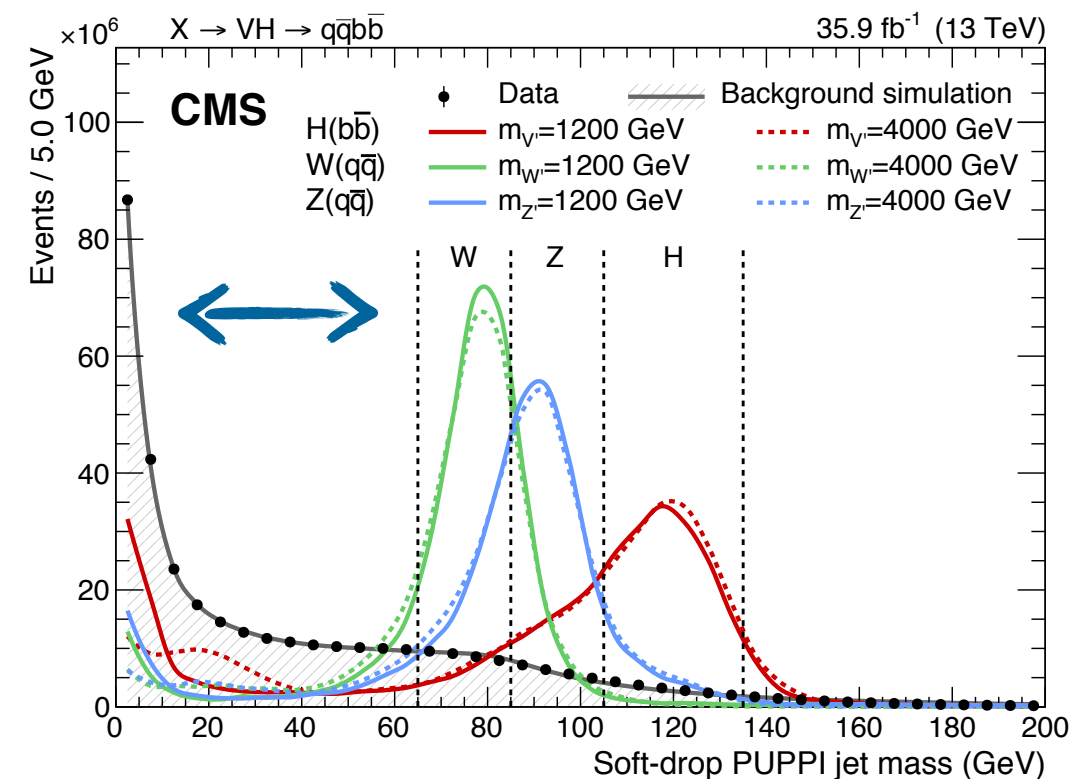 ×10⁶ X → VH → qq̅bb̅ 35.9 fb⁻¹ (13 TeV)
CMS Data Background simulation
H(bb̅) m_V'=1200 GeV m_V'=4000 GeV
W(qq̅) m_W'=1200 GeV m_W'=4000 GeV
Z(qq̅) m_Z'=1200 GeV m_Z'=4000 GeV
W Z H
Events / 5.0 GeV
100
80
60
40
20
0
0 20 40 60 80 100 120 140 160 180 200
Soft-drop PUPPI jet mass (GeV)